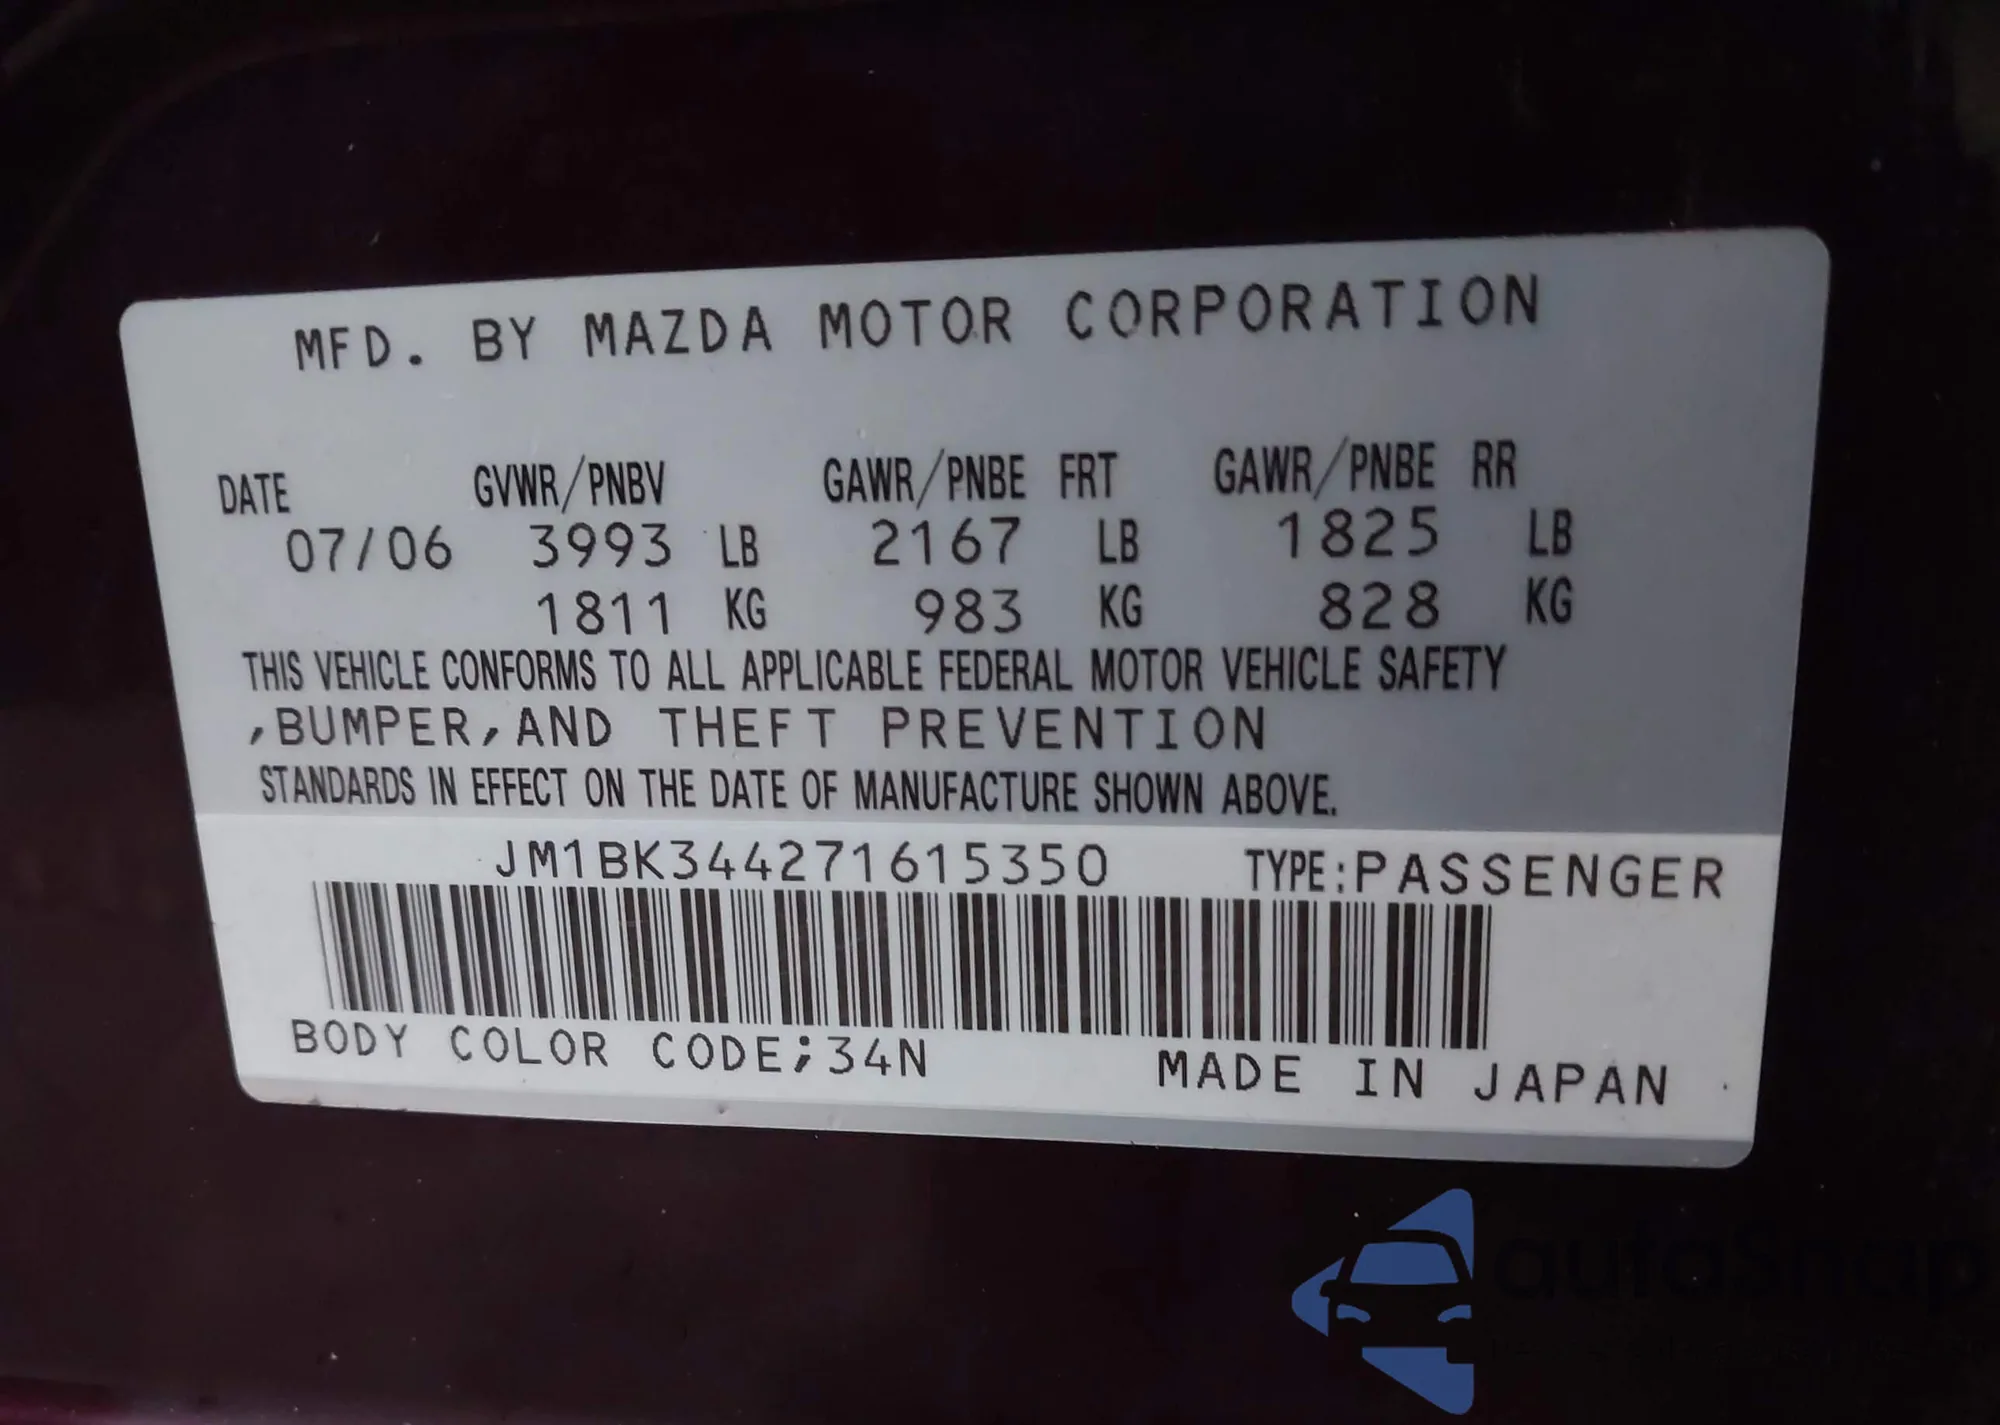 MFD. BY MAZDA MOTOR CORPORATION
DATE GVWR/PNBV GAWR/PNBE FRT GAWR/PNBE RR
07/06 3993 LB 2167 LB 1825 LB
1811 KG 983 KG 828 KG
THIS VEHICLE CONFORMS TO ALL APPLICABLE FEDERAL MOTOR VEHICLE SAFETY
,BUMPER,AND THEFT PREVENTION
STANDARDS IN EFFECT ON THE DATE OF MANUFACTURE SHOWN ABOVE.
JM1BK344271615350 TYPE:PASSENGER
BODY COLOR CODE;34N MADE IN JAPAN
autoSnap